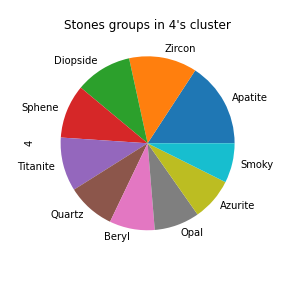 Stones groups in 4's cluster
Zircon
Diopside
Apatite
Sphene
4
Titanite
Smoky
Quartz
Azurite
Beryl
Opal